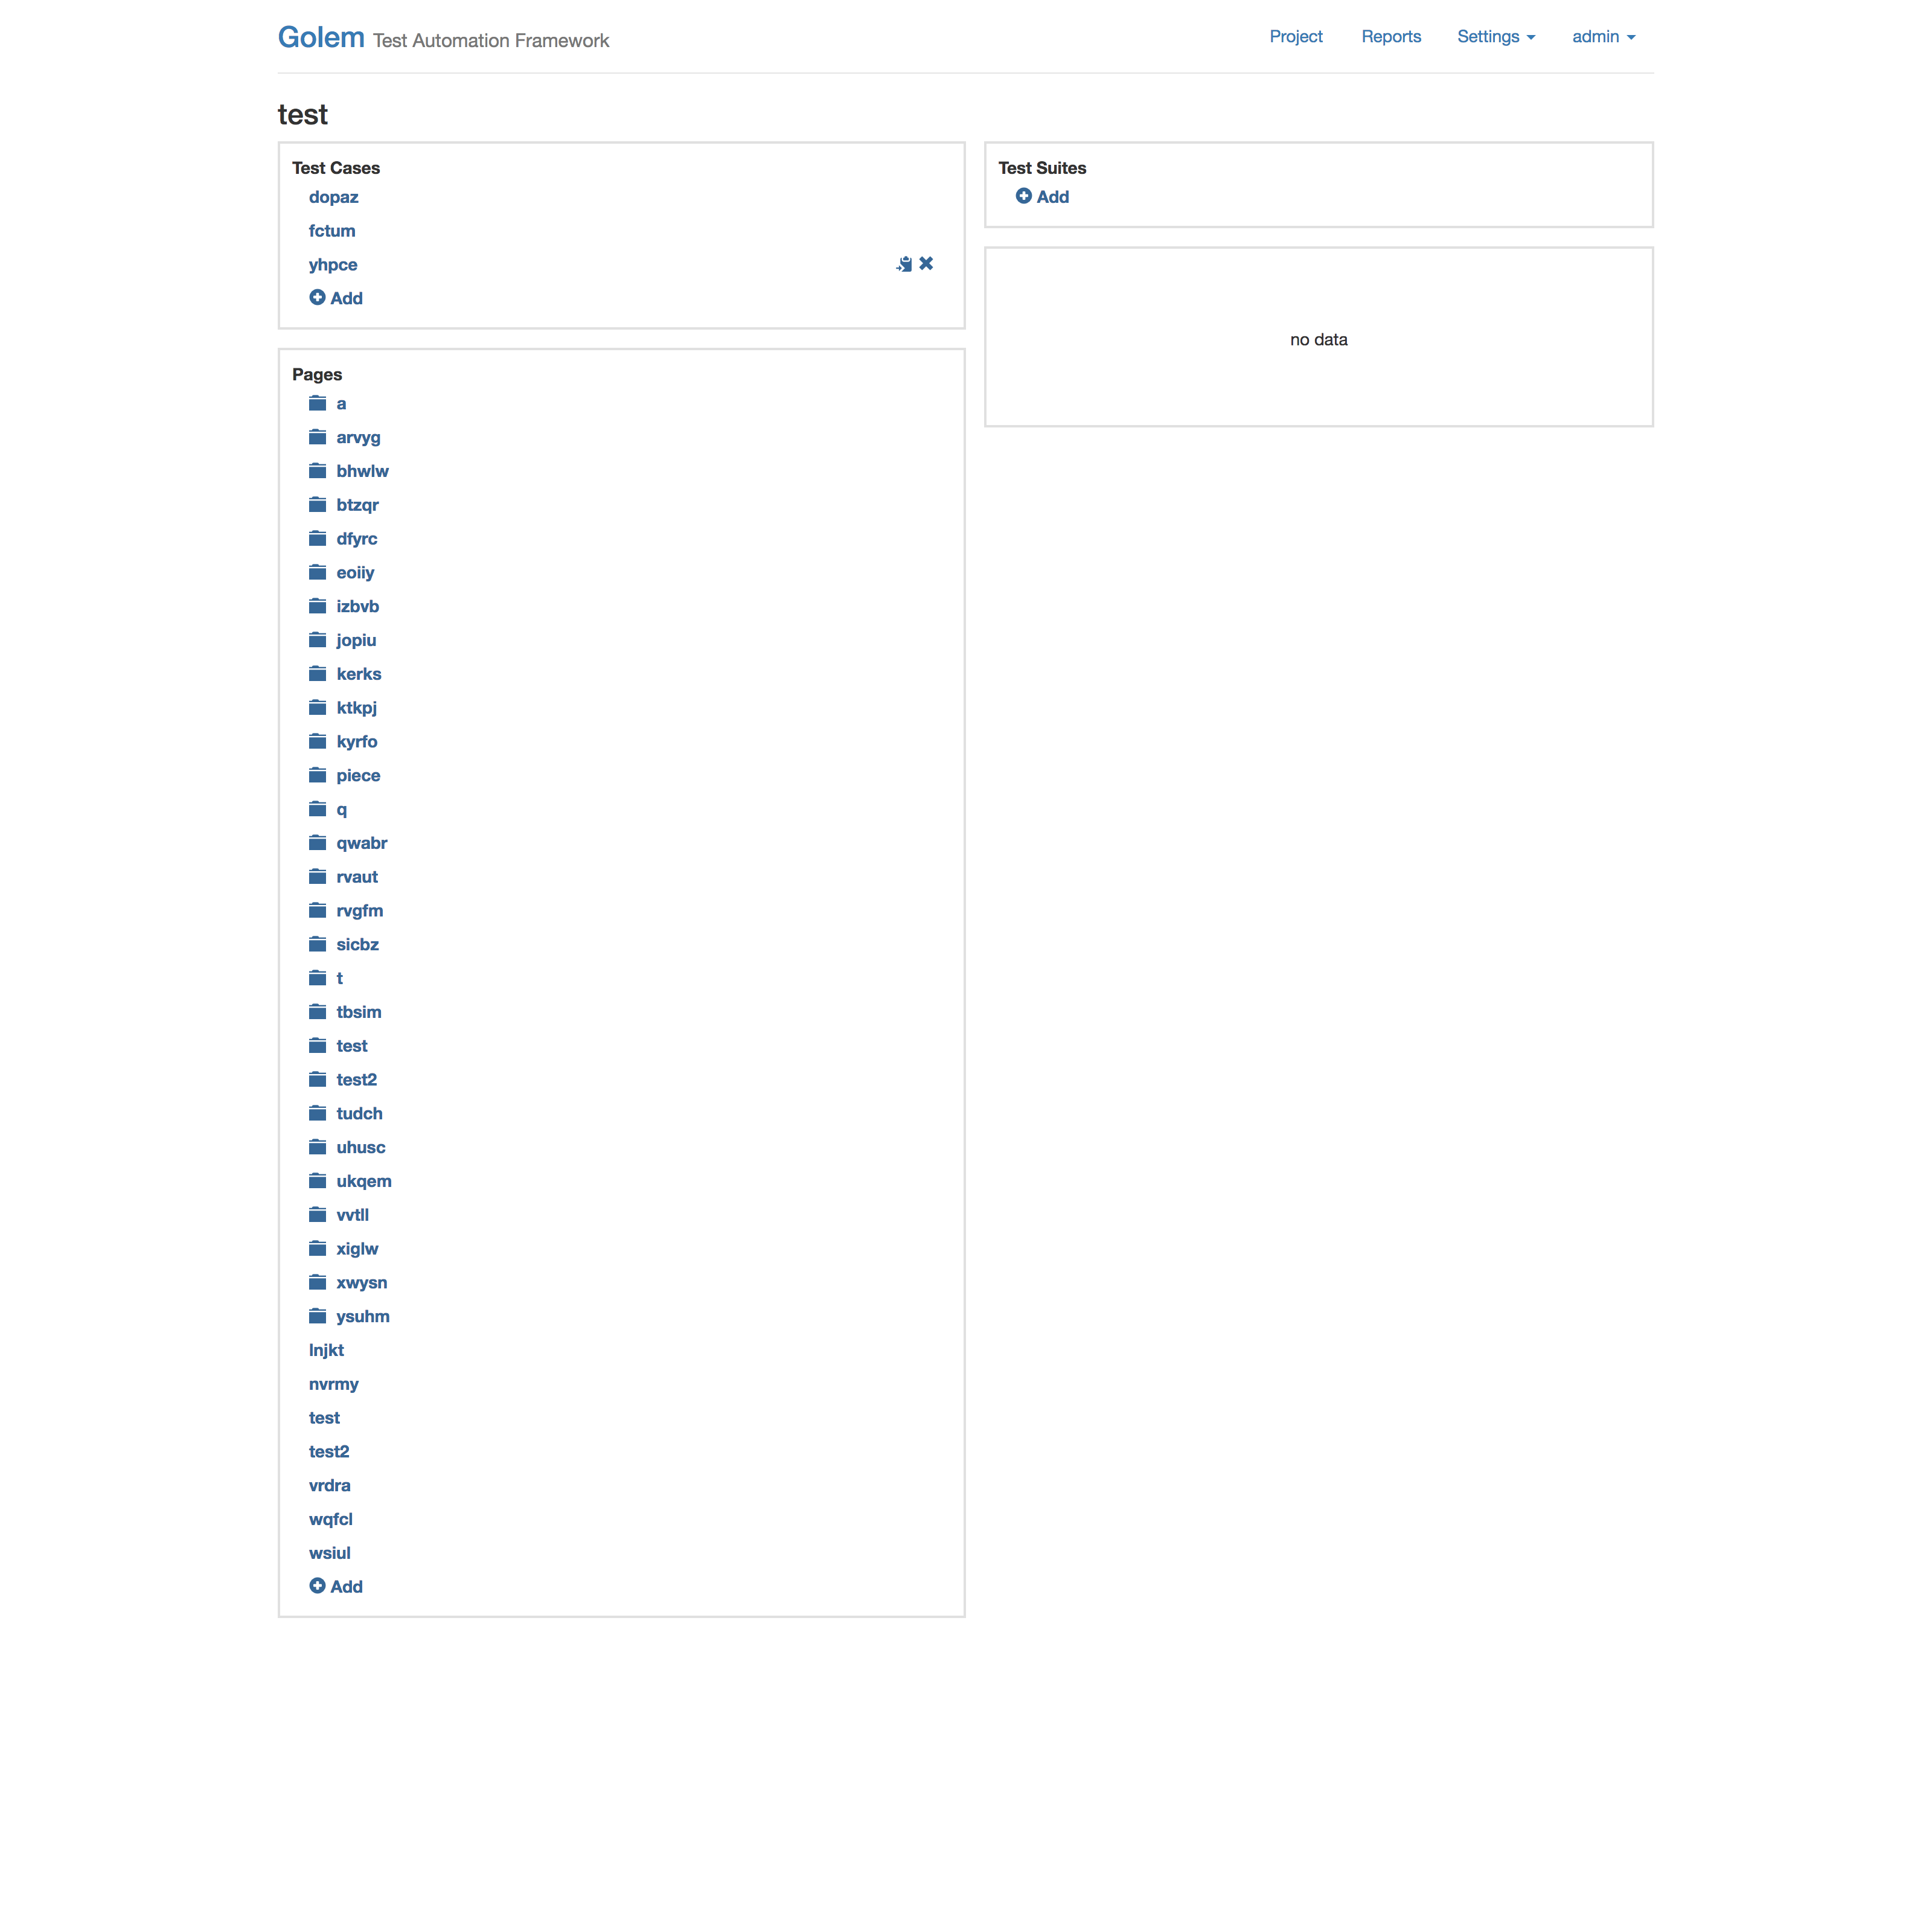 Golem Test Automation Framework
Project Reports Settings admin
test
Test Cases
dopaz
fctum
yhpce
Add
Pages
a
arvyg
bhwlw
btzqr
dfyrc
eoiiy
izbvb
jopiu
kerks
ktkpj
kyrfo
piece
q
qwabr
rvaut
rvgfm
sicbz
t
tbsim
test
test2
tudch
uhusc
ukqem
vvtll
xiglw
xwysn
ysuhm
lnjkt
nvrmy
test
test2
vrdra
wqfcl
wsiul
Add
Test Suites
Add
no data